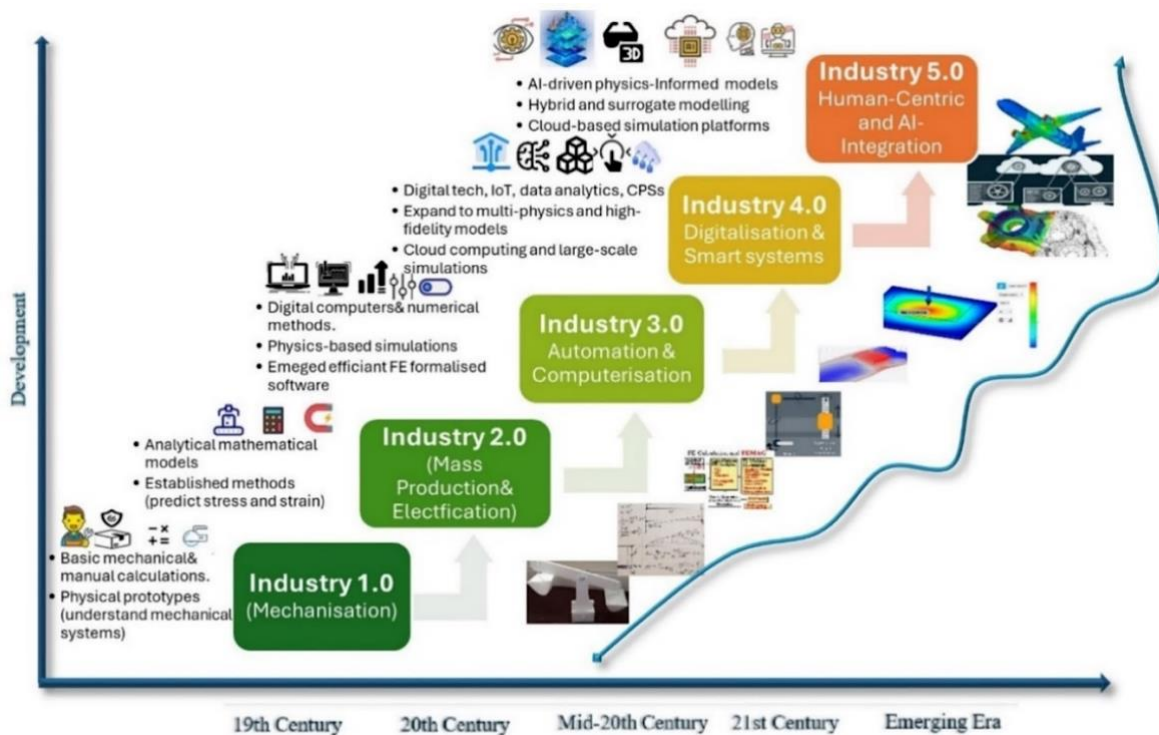 3D
• AI-driven physics-Informed models
• Hybrid and surrogate modelling
• Cloud-based simulation platforms
Industry 5.0
Human-Centric
and AI-
Integration
• Digital tech, IoT, data analytics, CPSs
• Expand to multi-physics and high-
fidelity models
• Cloud computing and large-scale
simulations
Industry 4.0
Digitalisation &
Smart systems
• Digital computers& numerical
methods.
• Physics-based simulations
• Emeged efficiant FE formalised
software
Industry 3.0
Automation &
Computerisation
• Analytical mathematical
models
• Established methods
(predict stress and strain)
Industry 2.0
(Mass
Production&
Electfication)
• Basic mechanical&
manual calculations.
• Physical prototypes
(understand mechanical
systems)
Industry 1.0
(Mechanisation)
Development
19th Century
20th Century
Mid-20th Century
21st Century
Emerging Era